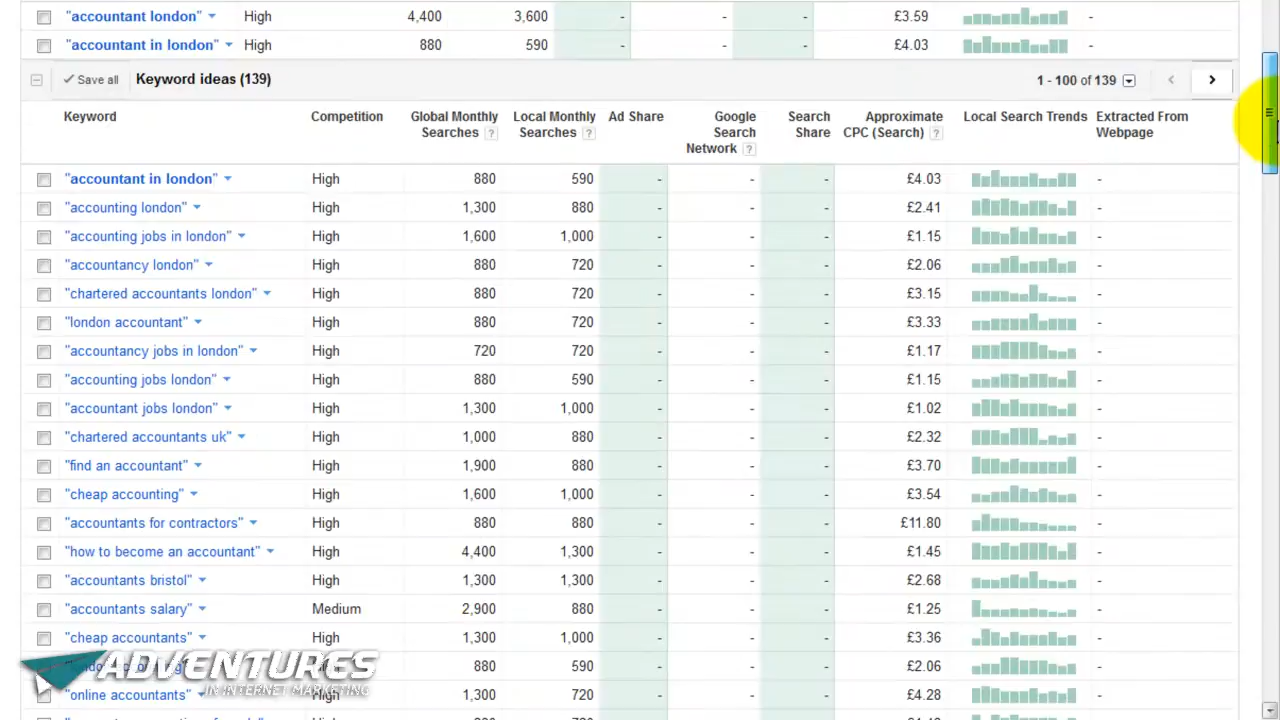 "accountant london" High 4,400 3,600 - - - £3.59 -
"accountant in london" High 880 590 - - - £4.03 -
Save all Keyword ideas (139) 1 - 100 of 139
Keyword Competition Global Monthly Searches ? Local Monthly Searches ? Ad Share Google Search Network ? Search Share Approximate CPC (Search) ? Local Search Trends Extracted From Webpage
"accountant in london" High 880 590 - - - £4.03 -
"accounting london" High 1,300 880 - - - £2.41 -
"accounting jobs in london" High 1,600 1,000 - - - £1.15 -
"accountancy london" High 880 720 - - - £2.06 -
"chartered accountants london" High 880 720 - - - £3.15 -
"london accountant" High 880 720 - - - £3.33 -
"accountancy jobs in london" High 720 720 - - - £1.17 -
"accounting jobs london" High 880 590 - - - £1.15 -
"accountant jobs london" High 1,300 1,000 - - - £1.02 -
"chartered accountants uk" High 1,000 880 - - - £2.32 -
"find an accountant" High 1,900 880 - - - £3.70 -
"cheap accounting" High 1,600 1,000 - - - £3.54 -
"accountants for contractors" High 880 880 - - - £11.80 -
"how to become an accountant" High 4,400 1,300 - - - £1.45 -
"accountants bristol" High 1,300 1,300 - - - £2.68 -
"accountants salary" Medium 2,900 880 - - - £1.25 -
"cheap accountants" High 1,300 1,000 - - - £3.36 -
880 590 - - - £2.06 -
"online accountants" High 1,300 720 - - - £4.28 -
ADVENTURES
IN INTERNET MARKETING